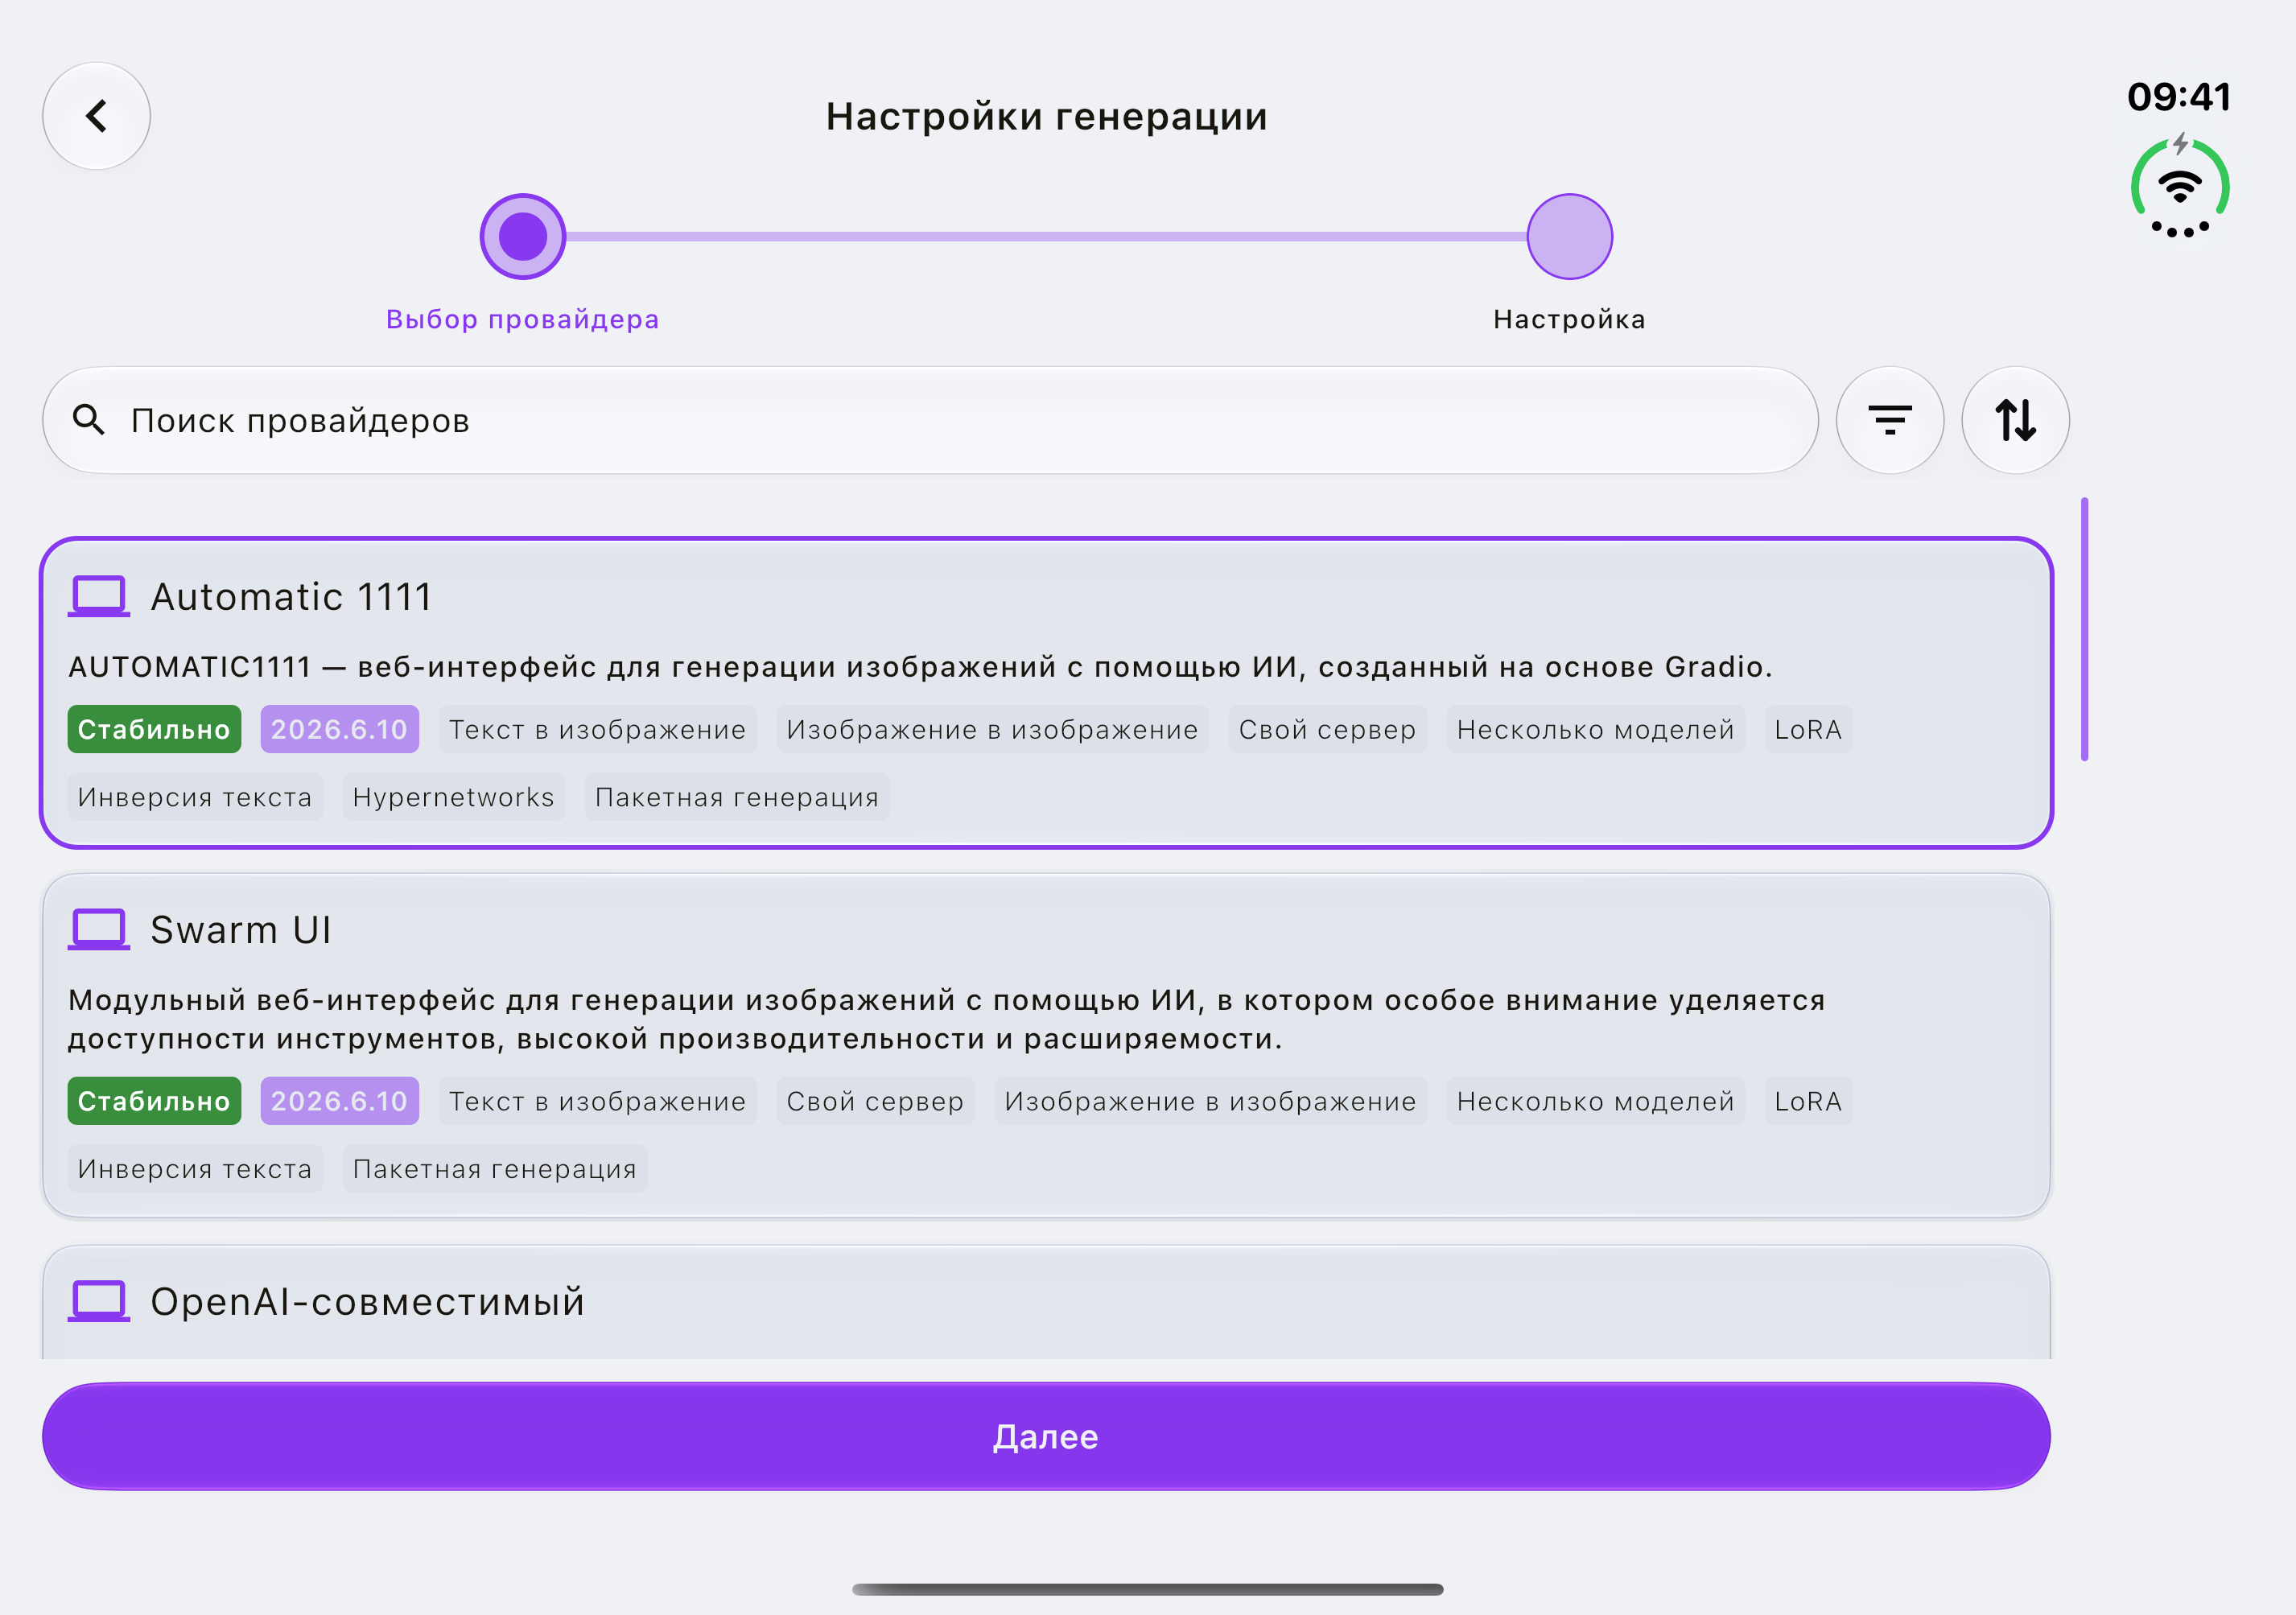 Настройки генерации
09:41
Выбор провайдера
Настройка
Поиск провайдеров
Automatic 1111
AUTOMATIC1111 — веб-интерфейс для генерации изображений с помощью ИИ, созданный на основе Gradio.
Стабильно 2026.6.10 Текст в изображение Изображение в изображение Свой сервер Несколько моделей LoRA
Инверсия текста Hypernetworks Пакетная генерация
Swarm UI
Модульный веб-интерфейс для генерации изображений с помощью ИИ, в котором особое внимание уделяется
доступности инструментов, высокой производительности и расширяемости.
Стабильно 2026.6.10 Текст в изображение Свой сервер Изображение в изображение Несколько моделей LoRA
Инверсия текста Пакетная генерация
OpenAI-совместимый
Далее